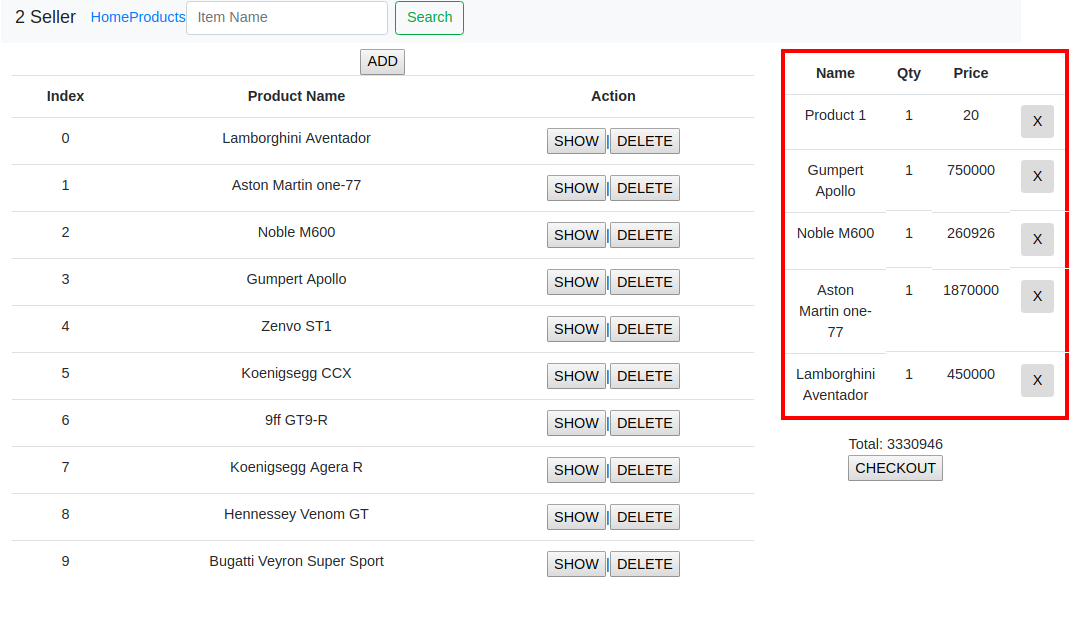 2 Seller HomeProducts Item Name Search
ADD
Index Product Name Action
0 Lamborghini Aventador SHOW | DELETE
1 Aston Martin one-77 SHOW | DELETE
2 Noble M600 SHOW | DELETE
3 Gumpert Apollo SHOW | DELETE
4 Zenvo ST1 SHOW | DELETE
5 Koenigsegg CCX SHOW | DELETE
6 9ff GT9-R SHOW | DELETE
7 Koenigsegg Agera R SHOW | DELETE
8 Hennessey Venom GT SHOW | DELETE
9 Bugatti Veyron Super Sport SHOW | DELETE
Name Qty Price
Product 1 1 20 X
Gumpert 1 750000 X
Apollo
Noble M600 1 260926 X
Aston 1 1870000 X
Martin one-
77
Lamborghini 1 450000 X
Aventador
Total: 3330946
CHECKOUT